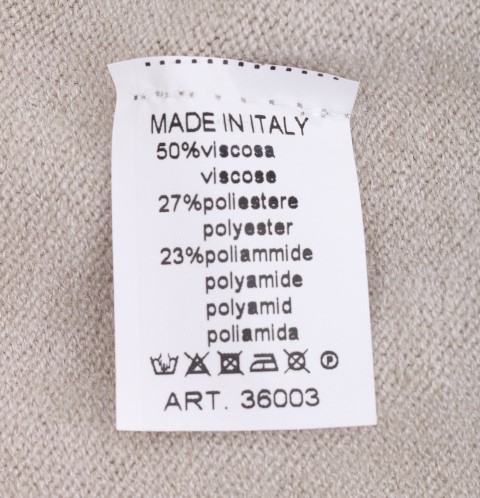 MADE IN ITALY
50%viscosa
viscose
27%poliestere
polyester
23%poliammide
polyamide
polyamid
poliamida
P
ART. 36003